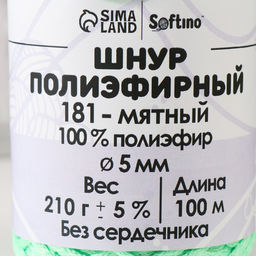 SIMA LAND Softino
ШНУР
ПОЛИЭФИРНЫЙ
181 - мятный
100% полиэфир
ø 5 мм
Вес Длина
210 г ± 5 % 100 м
Без сердечника